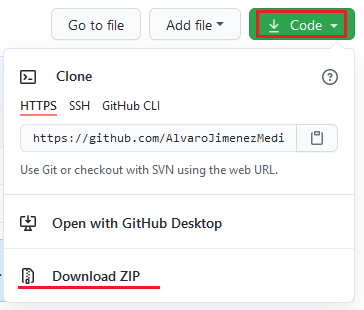 Go to file Add file Code
Clone
HTTPS SSH GitHub CLI
https://github.com/AlvaroJimenezMedi
Use Git or checkout with SVN using the web URL.
Open with GitHub Desktop
Download ZIP